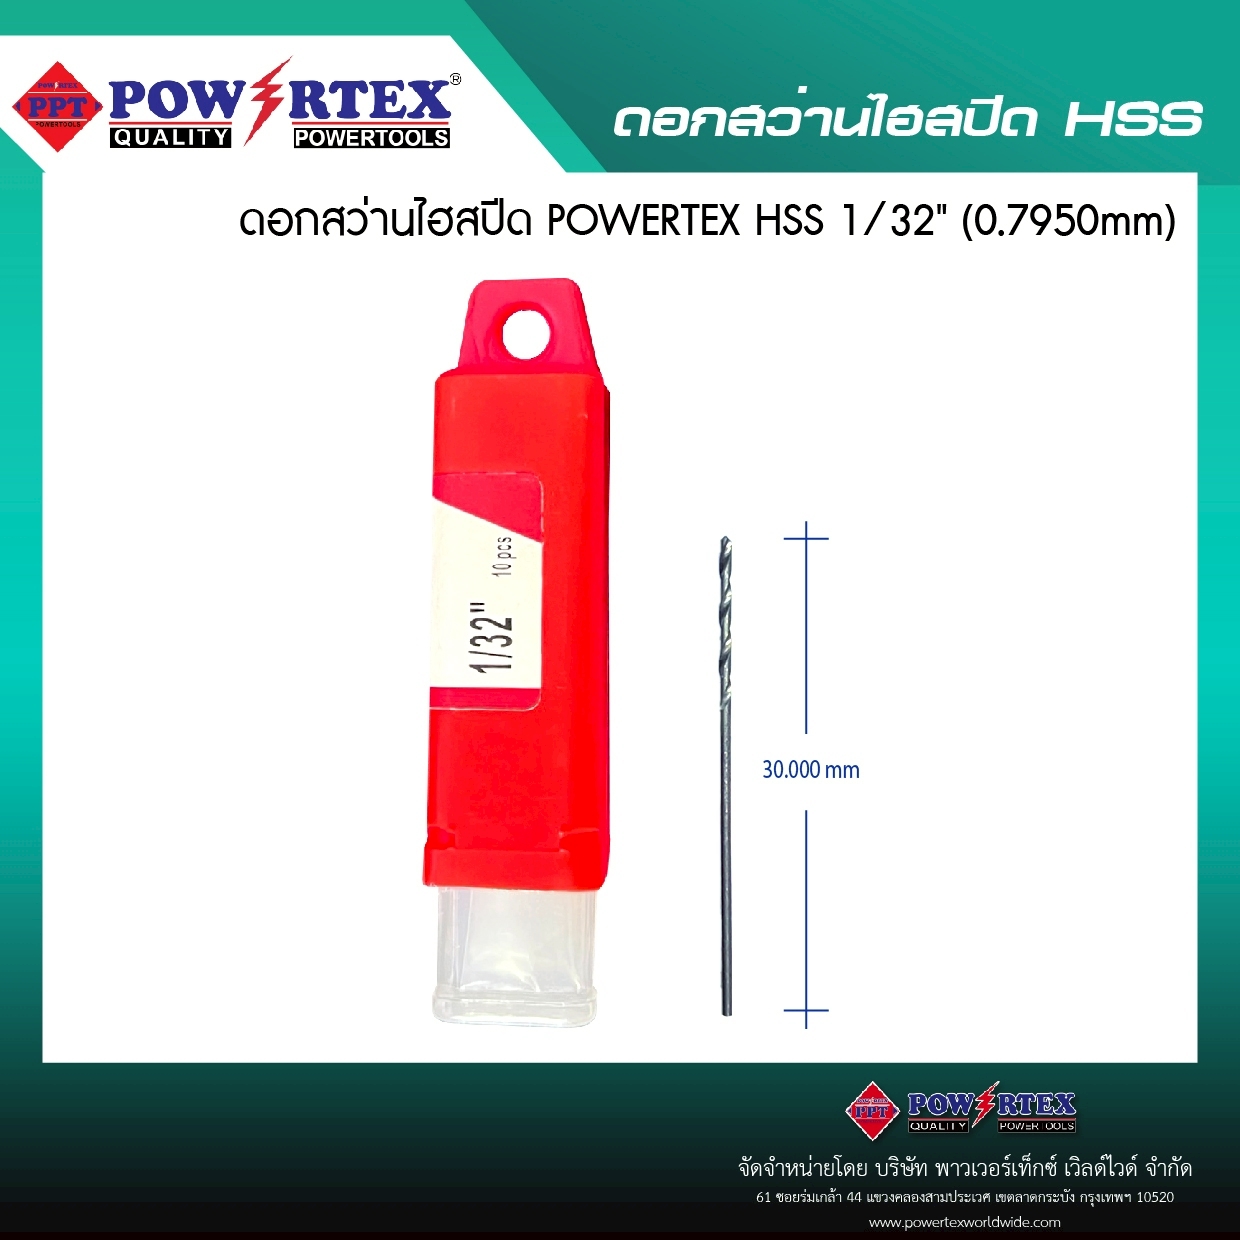 POWERTEX®
PPT
QUALITY
POWERTOOLS
ดอกสว่านไฮสปีด HSS
ดอกสว่านไฮสปีด POWERTEX HSS 1/32" (0.7950mm)
1/32" 10 pcs
30.000 mm
PPT
POWERTEX
QUALITY
POWERTOOLS
จัดจำหน่ายโดย บริษัท พาวเวอร์เท็กซ์ เวิลด์ไวด์ จำกัด
61 ซอยร่มเกล้า 44 แขวงคลองสามประเวศ เขตลาดกระบัง กรุงเทพฯ 10520
www.powertexworldwide.com